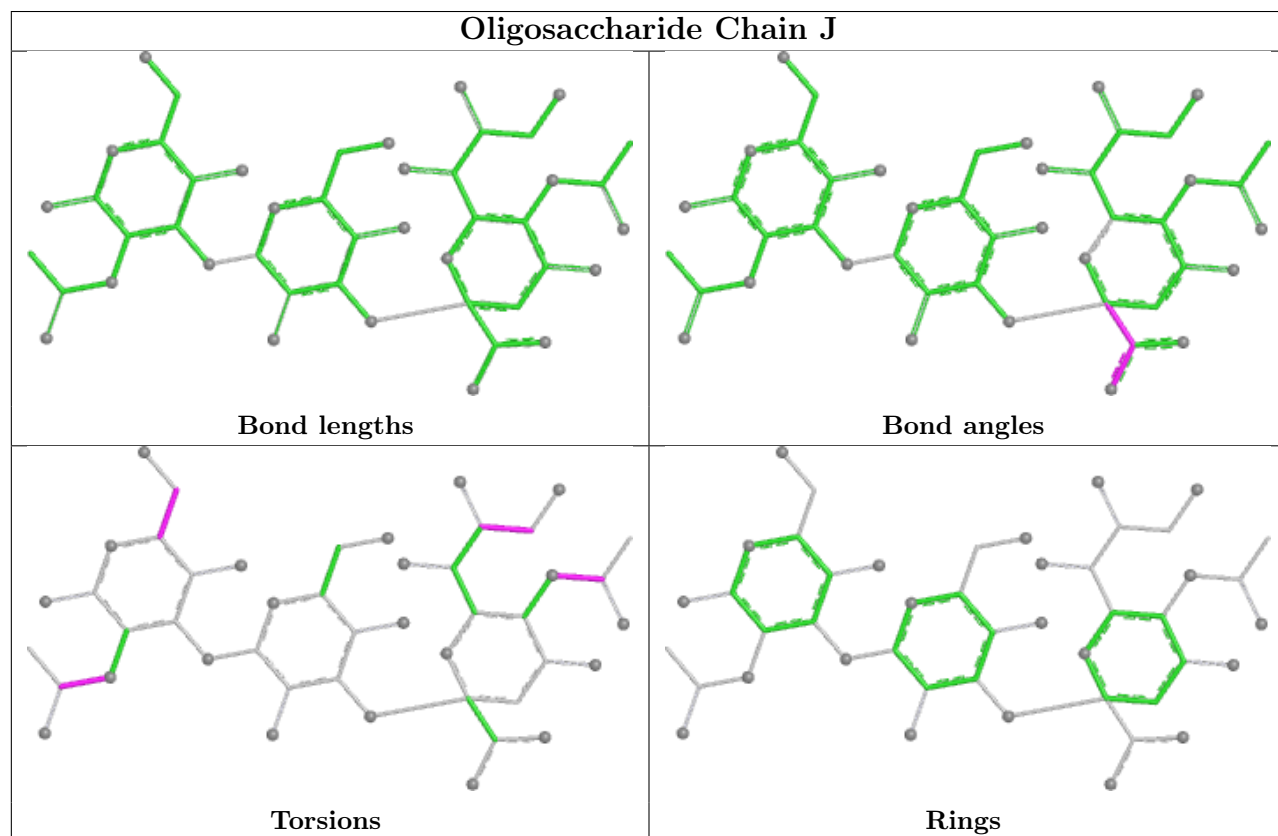 Oligosaccharide Chain J
Bond lengths
Bond angles
Torsions
Rings